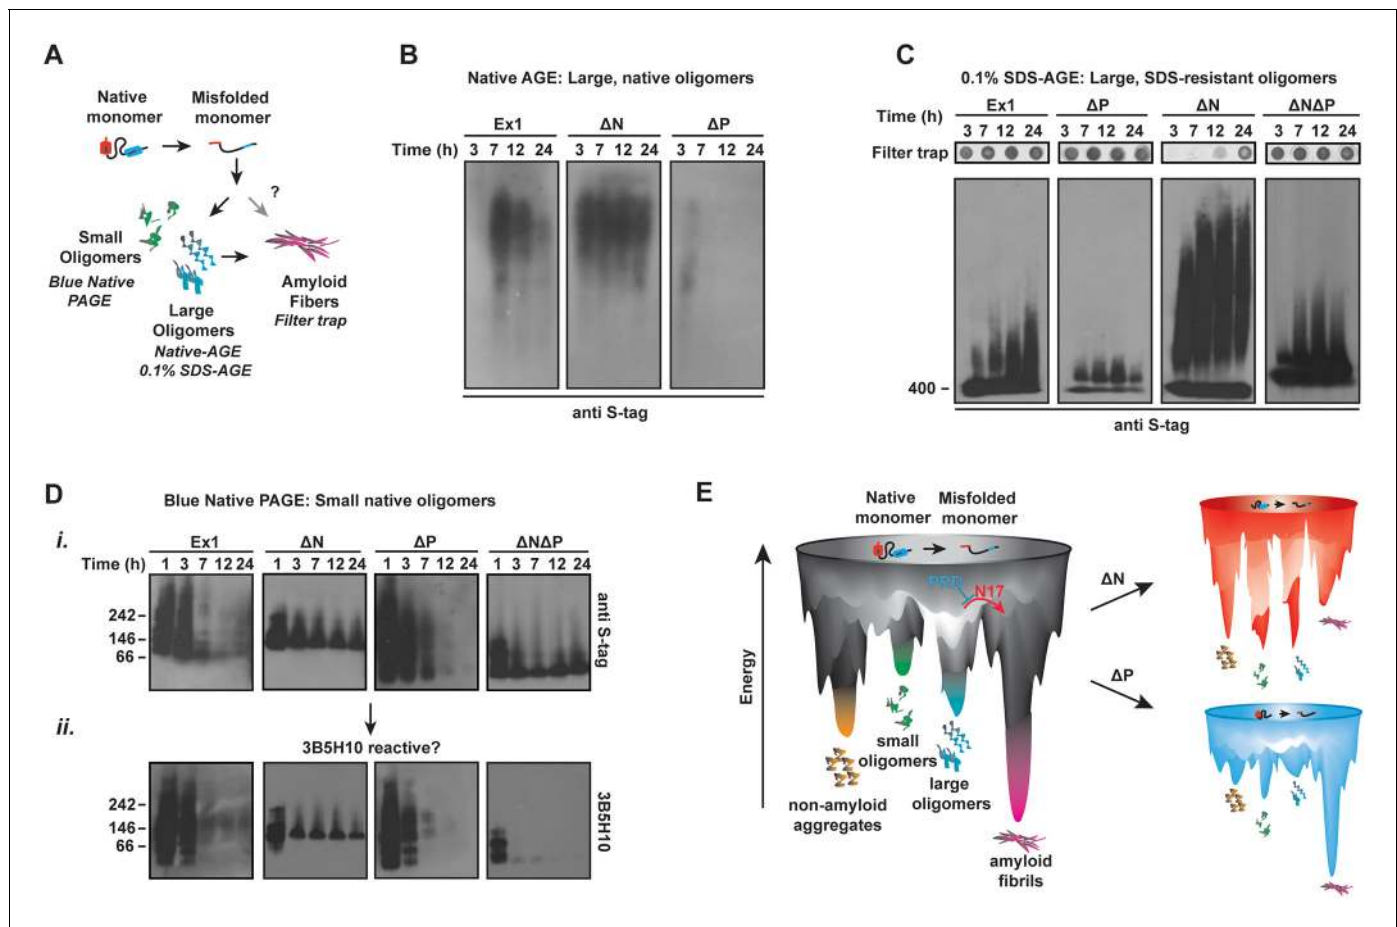 A
Native
monomer
Misfolded
monomer
?
Small
Oligomers
Blue Native
PAGE
Large
Oligomers
Native-AGE
0.1% SDS-AGE
Amyloid
Fibers
Filter trap
B
Native AGE: Large, native oligomers
Ex1 ΔN ΔP
Time (h) 3 7 12 24 3 7 12 24 3 7 12 24
anti S-tag
C
0.1% SDS-AGE: Large, SDS-resistant oligomers
Ex1 ΔP ΔN ΔNΔP
Time (h)
3 7 12 24 3 7 12 24 3 7 12 24 3 7 12 24
Filter trap
400 –
anti S-tag
D
Blue Native PAGE: Small native oligomers
i.
Ex1 ΔN ΔP ΔNΔP
Time (h) 1 3 7 12 24 1 3 7 12 24 1 3 7 12 24 1 3 7 12 24
242 –
146 –
66 –
anti S-tag
ii.
3B5H10 reactive?
242 –
146 –
66 –
3B5H10
E
Native
monomer
Misfolded
monomer
PRD
N17
Energy
non-amyloid
aggregates
small
oligomers
large
oligomers
amyloid
fibrils
ΔN
ΔP